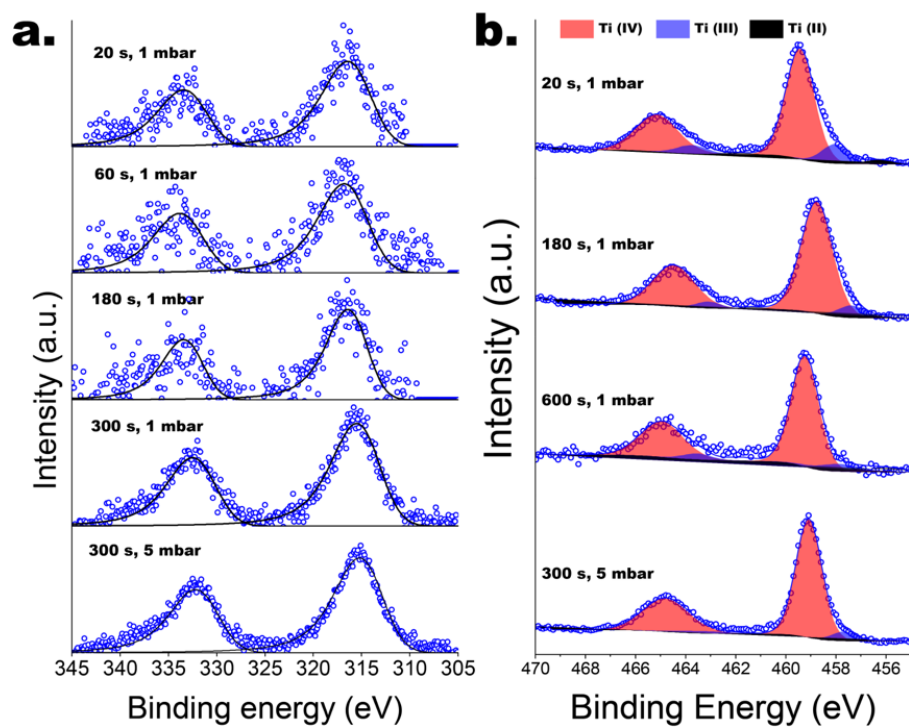 a.
20 s, 1 mbar
60 s, 1 mbar
180 s, 1 mbar
300 s, 1 mbar
300 s, 5 mbar
Intensity (a.u.)
345 340 335 330 325 320 315 310 305
Binding energy (eV)
b.
Ti (IV) Ti (III) Ti (II)
20 s, 1 mbar
180 s, 1 mbar
600 s, 1 mbar
300 s, 5 mbar
Intensity (a.u.)
470 468 466 464 462 460 458 456
Binding Energy (eV)